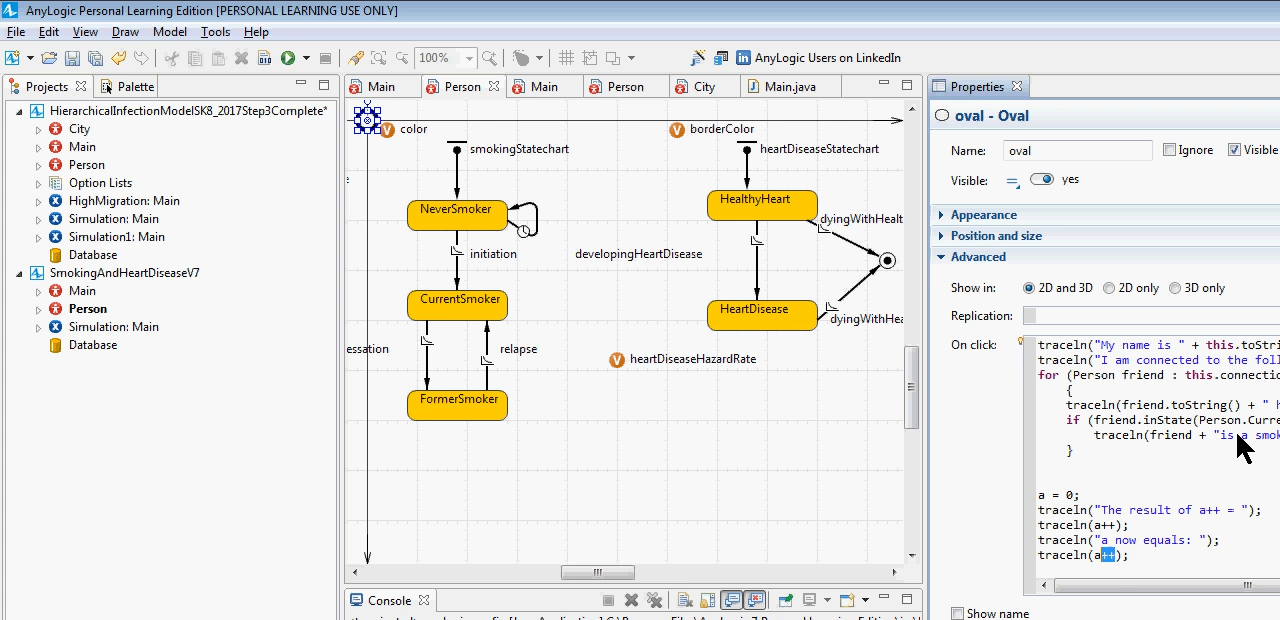 AnyLogic Personal Learning Edition [PERSONAL LEARNING USE ONLY]
File Edit View Draw Model Tools Help
100% AnyLogic Users on LinkedIn
Projects Palette
HierarchicalInfectionModelSK8_2017Step3Complete*
City
Main
Person
Option Lists
HighMigration: Main
Simulation: Main
Simulation1: Main
Database
SmokingAndHeartDiseaseV7
Main
Person
Simulation: Main
Database
Main Person Main Person City Main.java
color
borderColor
smokingStatechart
heartDiseaseStatechart
NeverSmoker
HealthyHeart
dyingWithHealt
initiation
developingHeartDisease
CurrentSmoker
HeartDisease
dyingWithHea
essation
relapse
heartDiseaseHazardRate
FormerSmoker
Console
Properties
oval - Oval
Name: oval Ignore Visible
Visible: yes
Appearance
Position and size
Advanced
Show in: 2D and 3D 2D only 3D only
Replication:
On click:
traceln("My name is " + this.toStri
traceln("I am connected to the foll
for (Person friend : this.connectio
{
traceln(friend.toString() + " h
if (friend.inState(Person.Curre
traceln(friend + "is a smok
}
a = 0;
traceln("The result of a++ = ");
traceln(a++);
traceln("a now equals: ");
traceln(a++);
Show name